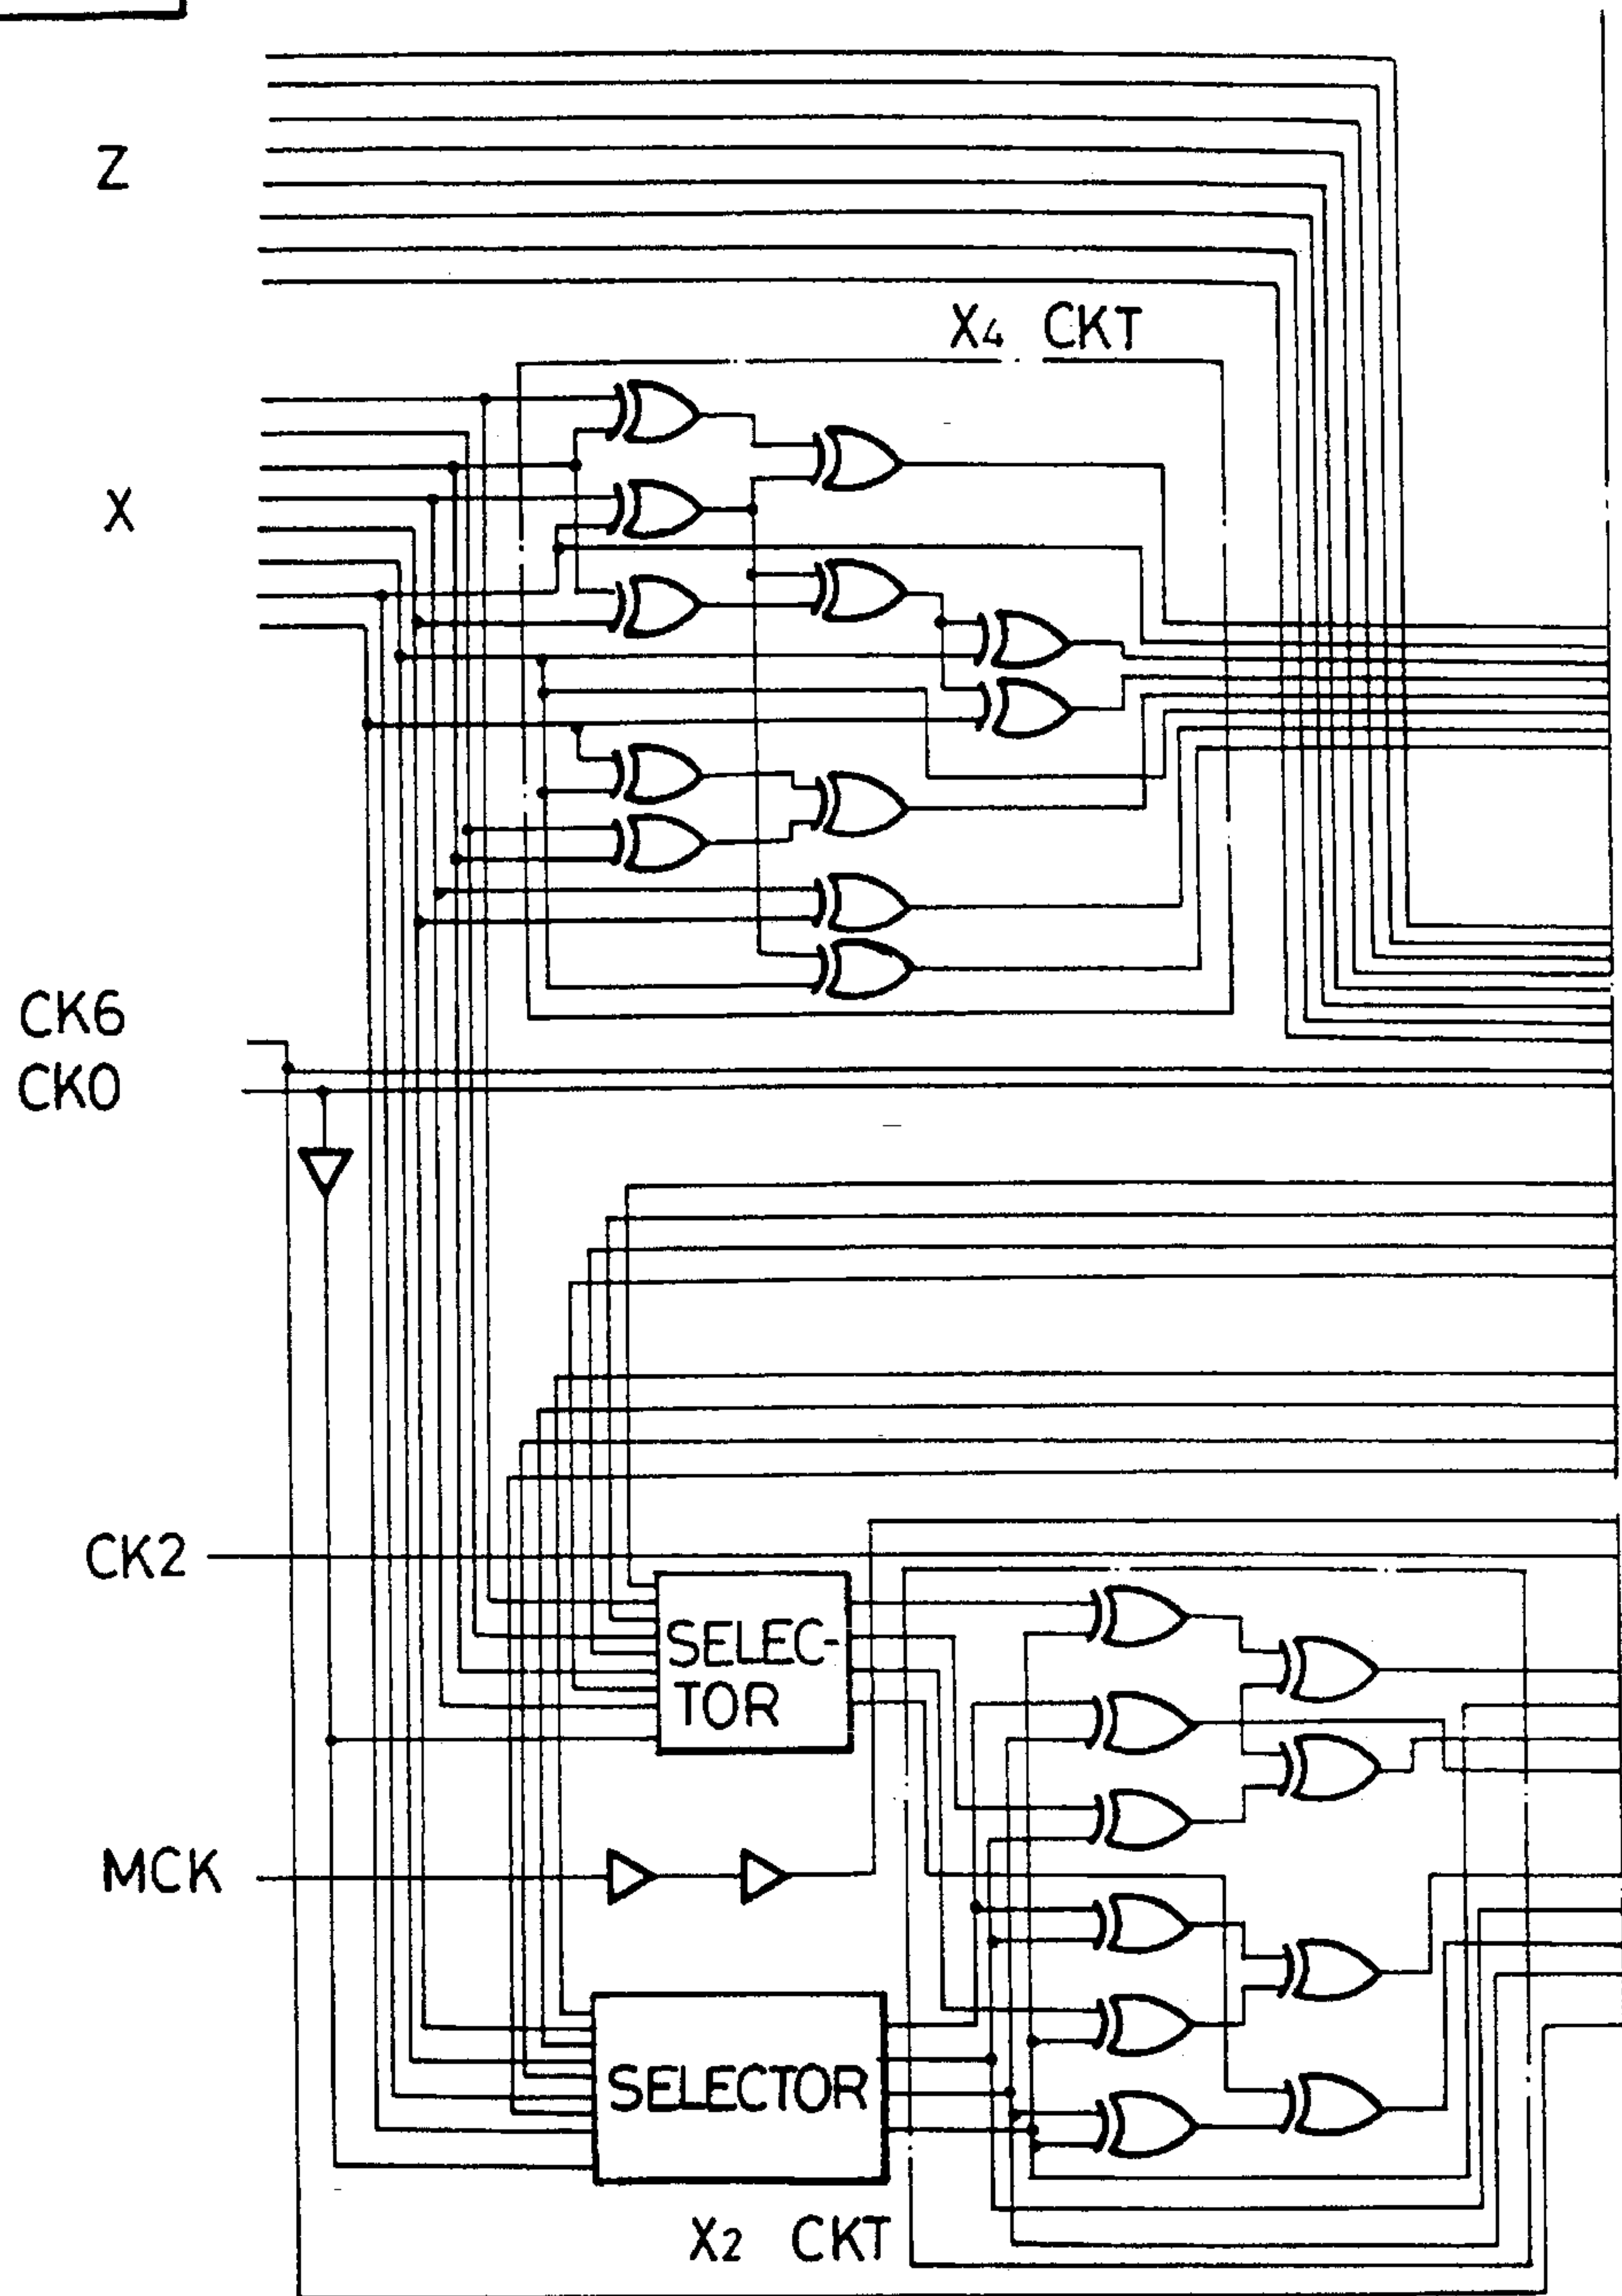 Z
X4 CKT
X
CK6
CK0
CK2
SELEC-
TOR
MCK
SELECTOR
X2 CKT